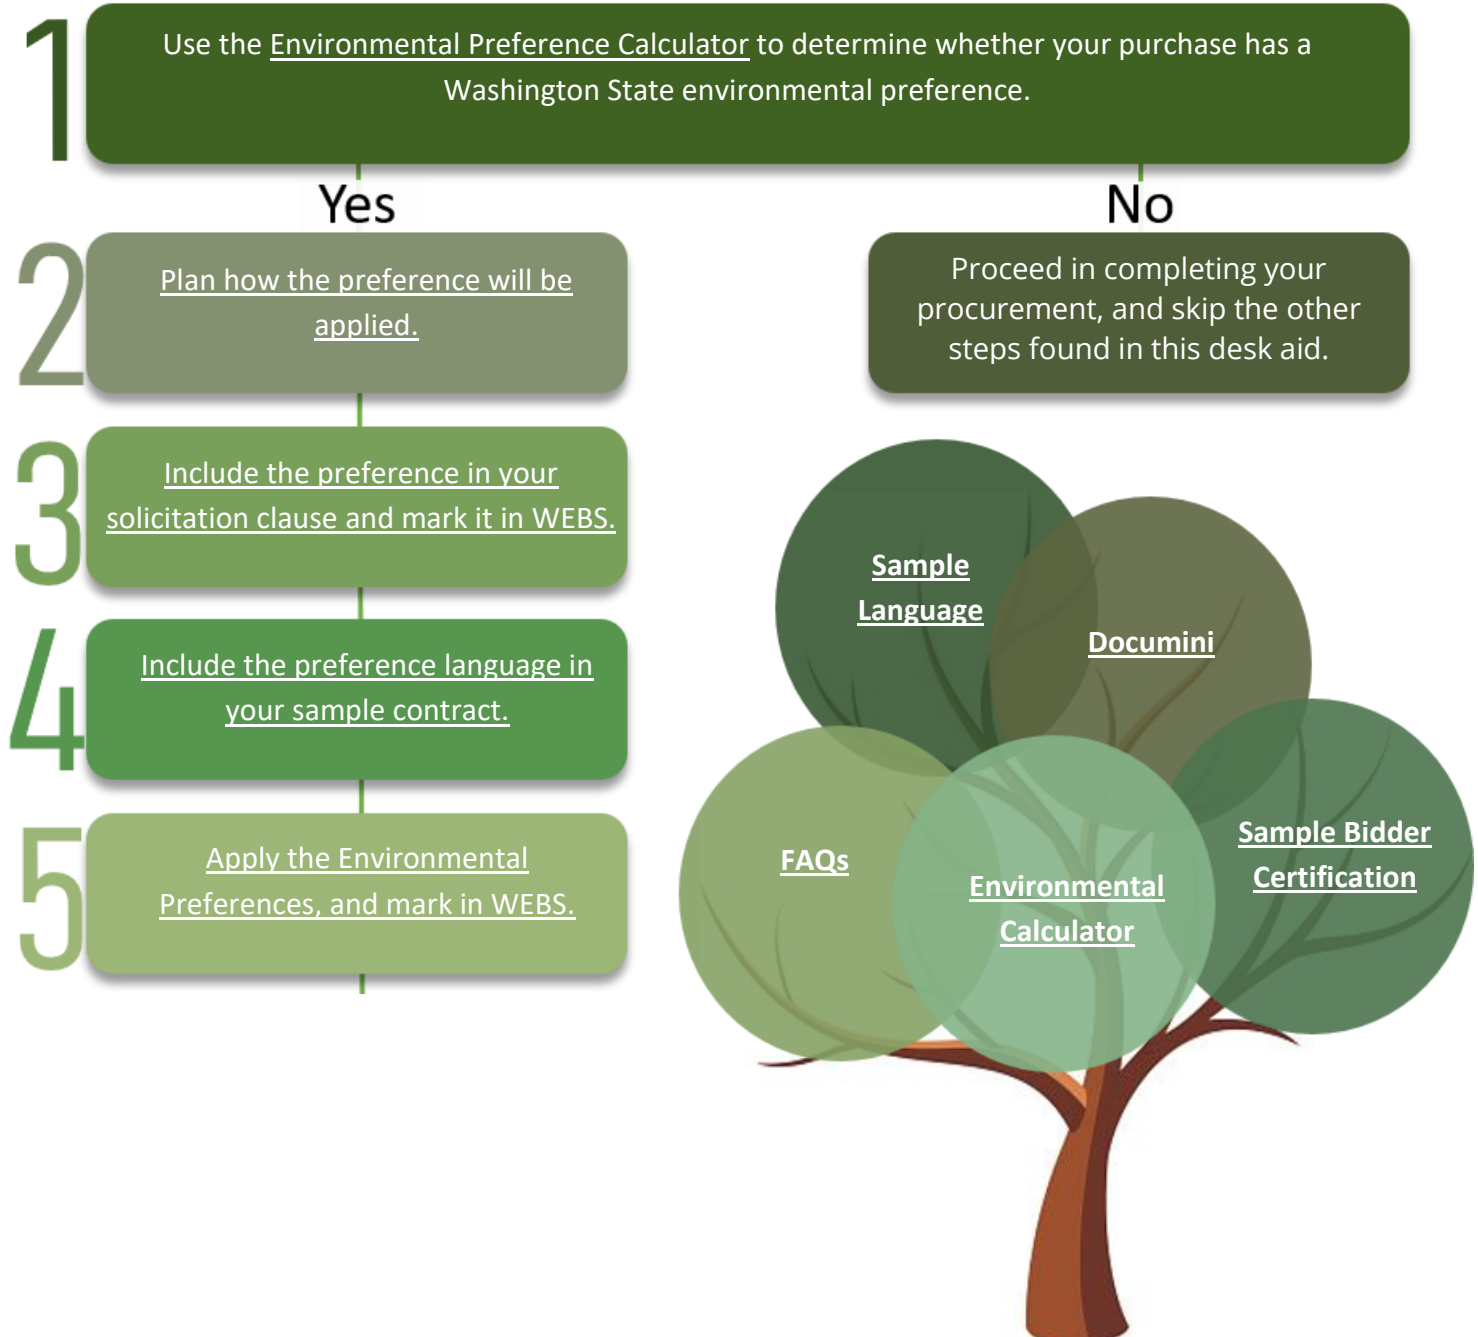 1
Use the Environmental Preference Calculator to determine whether your purchase has a
Washington State environmental preference.
Yes
No
2
Plan how the preference will be
applied.
Proceed in completing your
procurement, and skip the other
steps found in this desk aid.
3
Include the preference in your
solicitation clause and mark it in WEBS.
4
Include the preference language in
your sample contract.
5
Apply the Environmental
Preferences, and mark in WEBS.
Sample
Language
Documini
FAQs
Environmental
Calculator
Sample Bidder
Certification